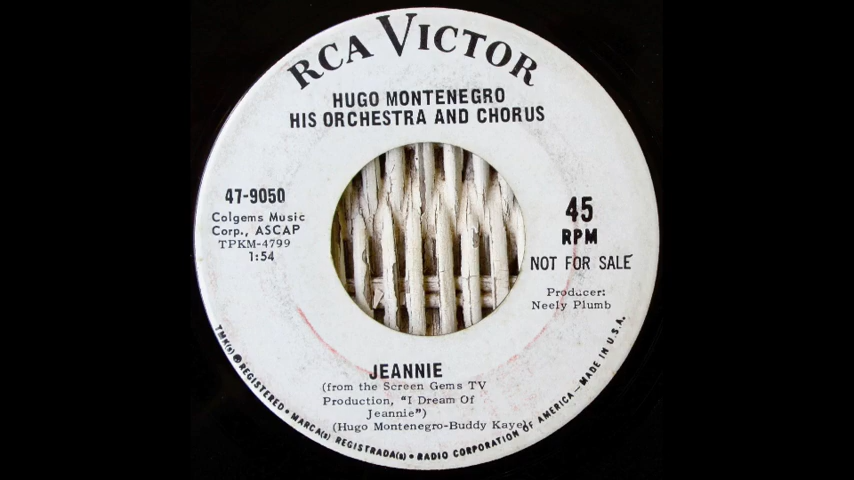 RCA VICTOR
HUGO MONTENEGRO
HIS ORCHESTRA AND CHORUS
47-9050
Colgems Music
Corp., ASCAP
TPKM-4799
1:54
45
RPM
NOT FOR SALE
Producer:
Neely Plumb
JEANNIE
(from the Screen Gems TV
Production, "I Dream Of
Jeannie")
(Hugo Montenegro-Buddy Kaye)
TMK(s) ® REGISTERED • MARCA(s) REGISTRADA(s) • RADIO CORPORATION OF AMERICA—MADE IN U.S.A.